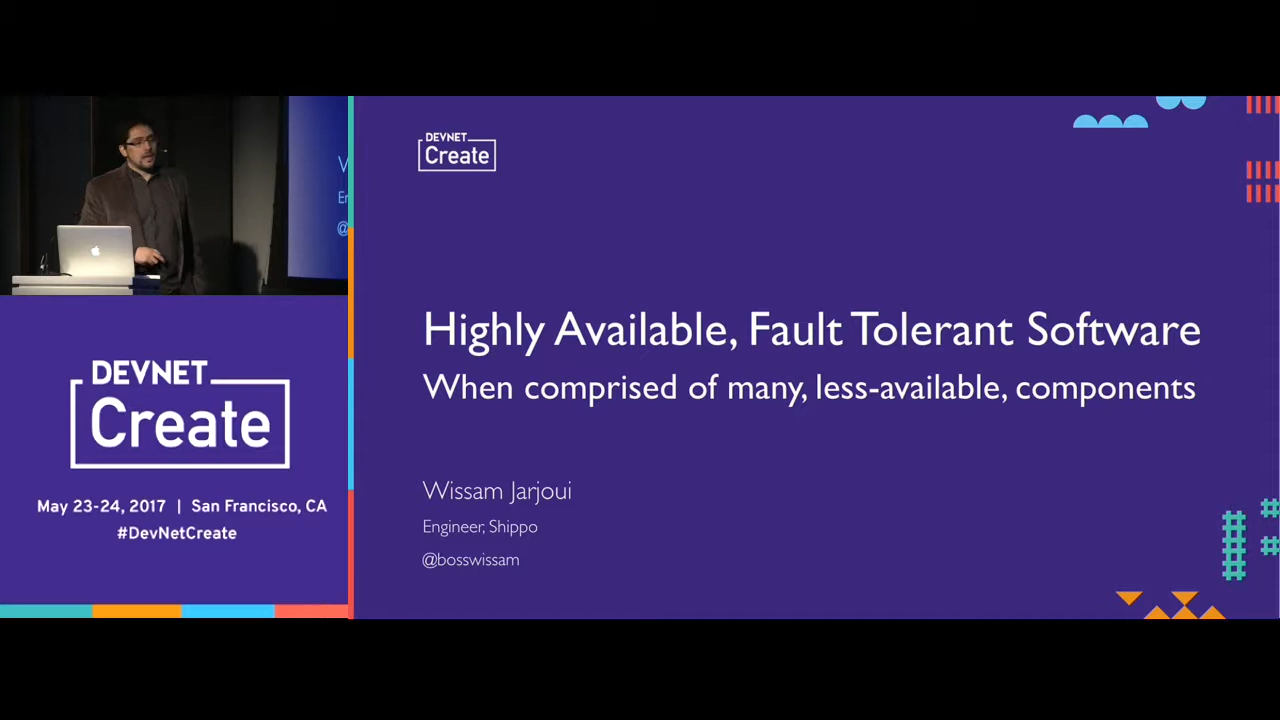 DEVNET
Create
Highly Available, Fault Tolerant Software
When comprised of many, less-available, components
Wissam Jarjoui
Engineer, Shippo
@bosswissam
W
En
@
DEVNET
Create
May 23-24, 2017 | San Francisco, CA
#DevNetCreate